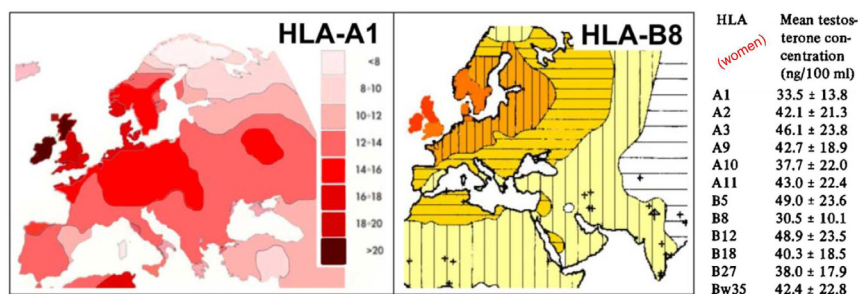 HLA-A1
<8
8-10
10-12
12-14
14-16
16-18
18-20
>20
HLA-B8
HLA
(women)
Mean testos-
terone con-
centration
(ng/100 ml)
A1 33.5 ± 13.8
A2 42.1 ± 21.3
A3 46.1 ± 23.8
A9 42.7 ± 18.9
A10 37.7 ± 22.0
A11 43.0 ± 22.4
B5 49.0 ± 23.6
B8 30.5 ± 10.1
B12 48.9 ± 23.5
B18 40.3 ± 18.5
B27 38.0 ± 17.9
Bw35 42.4 ± 22.8